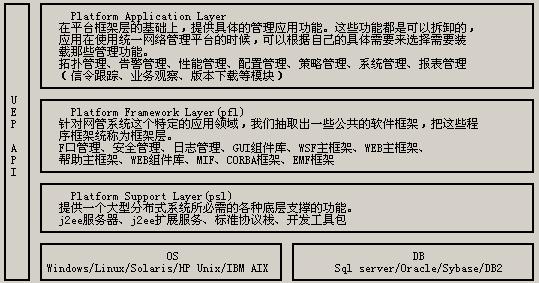 UEP API
Platform Application Layer
在平台框架层的基础上，提供具体的管理应用功能。这些功能都是可以拆卸的，
应用在使用统一网络管理平台的时候，可以根据自己的具体需要来选择需要装
载那些管理功能。
拓扑管理、告警管理、性能管理、配置管理、策略管理、系统管理、报表管理
（信令跟踪、业务观察、版本下载等模块）
Platform Framework Layer(pfl)
针对网管系统这个特定的应用领域，我们抽取出一些公共的软件框架，把这些程
序框架统称为框架层。
F口管理、安全管理、日志管理、GUI组件库、WSF主框架、WEB主框架、
帮助主框架、WEB组件库、MIF、CORBA框架、EMF框架
Platform Support Layer(psl)
提供一个大型分布式系统所必需的各种底层支撑的功能。
j2ee服务器、j2ee扩展服务、标准协议栈、开发工具包
OS
Windows/Linux/Solaris/HP Unix/IBM AIX
DB
Sql server/Oracle/Sybase/DB2